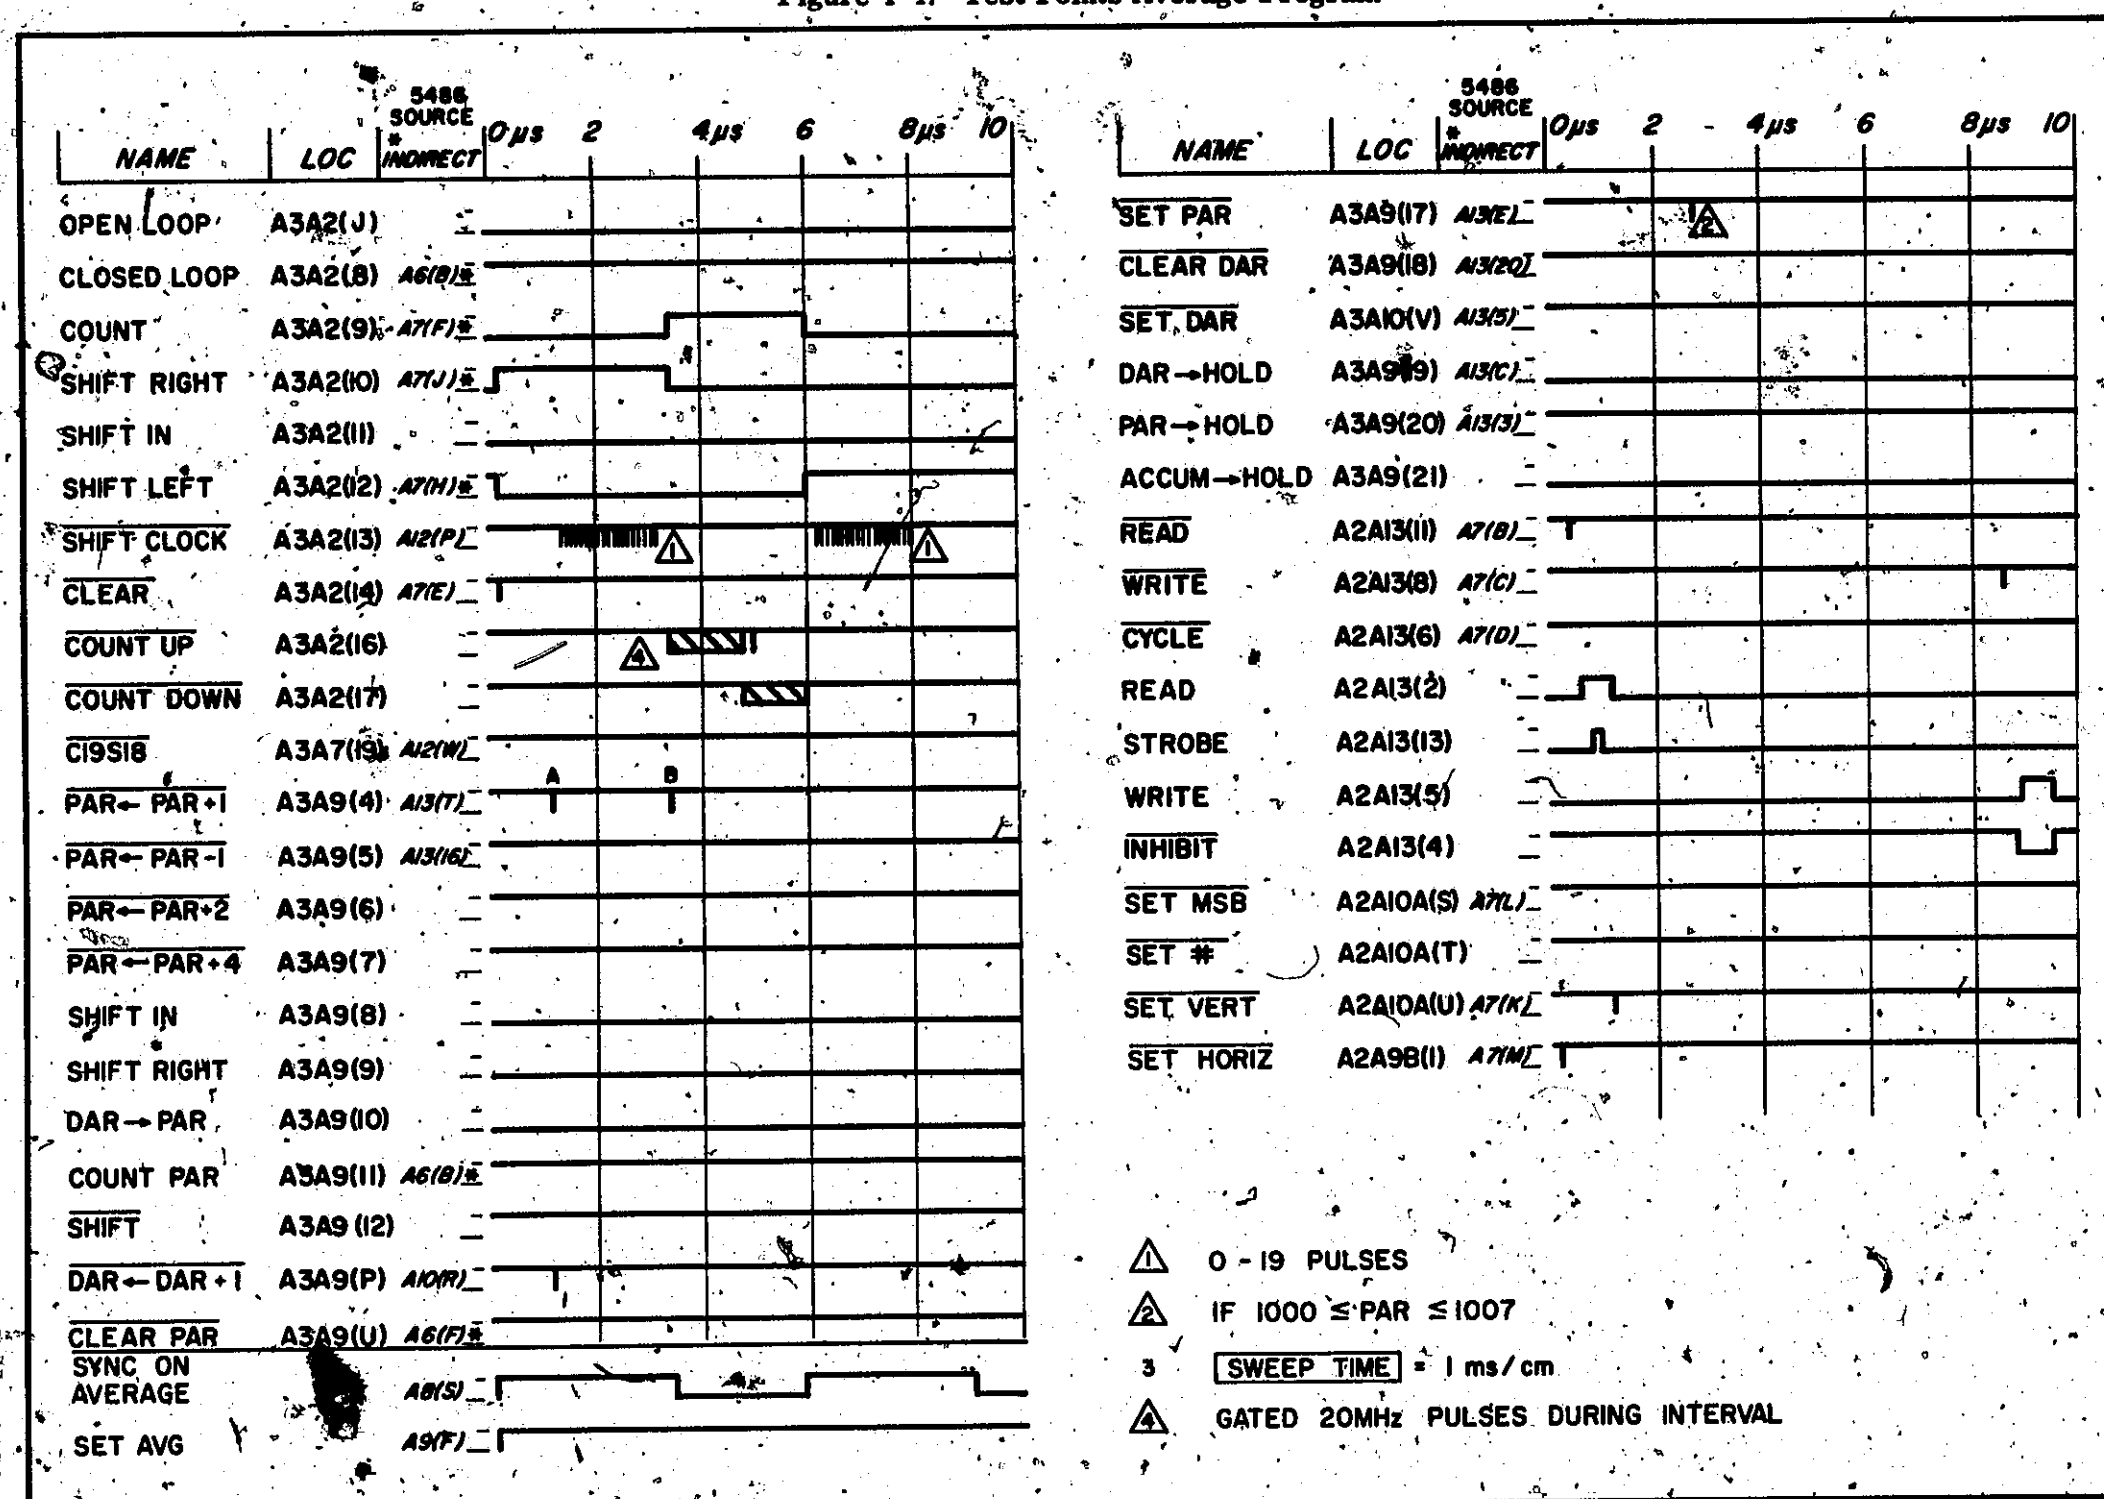 5486
SOURCE
NAME LOC * INDIRECT 0µs 2 4µs 6 8µs 10
OPEN LOOP A3A2(J)
CLOSED LOOP A3A2(8) A6(B)*
COUNT A3A2(9) A7(F)*
SHIFT RIGHT A3A2(10) A7(J)*
SHIFT IN A3A2(11)
SHIFT LEFT A3A2(12) A7(H)*
SHIFT CLOCK A3A2(13) A12(P) 1 1
CLEAR A3A2(14) A7(E)
COUNT UP A3A2(16) 4
COUNT DOWN A3A2(17)
C19S18 A3A7(19) A12(W)
A B
PAR←PAR+1 A3A9(4) A13(T)
PAR←PAR-1 A3A9(5) A13(16)
PAR←PAR+2 A3A9(6)
PAR←PAR+4 A3A9(7)
SHIFT IN A3A9(8)
SHIFT RIGHT A3A9(9)
DAR→PAR A3A9(10)
COUNT PAR A3A9(11) A6(B)*
SHIFT A3A9(12)
DAR←DAR+1 A3A9(P) A10(R)
CLEAR PAR A3A9(U) A6(F)*
SYNC ON
AVERAGE A8(S)
SET AVG A9(F)
5486
SOURCE
NAME LOC * INDIRECT 0µs 2 4µs 6 8µs 10
SET PAR A3A9(17) A13(E) 2
CLEAR DAR A3A9(18) A13(20)
SET DAR A3A10(V) A13(5)
DAR→HOLD A3A9(19) A13(C)
PAR→HOLD A3A9(20) A13(3)
ACCUM→HOLD A3A9(21)
READ A2A13(11) A7(B)
WRITE A2A13(8) A7(C)
CYCLE A2A13(6) A7(D)
READ A2A13(2)
STROBE A2A13(13)
WRITE A2A13(5)
INHIBIT A2A13(4)
SET MSB A2A10A(S) A7(L)
SET # A2A10A(T)
SET VERT A2A10A(U) A7(K)
SET HORIZ A2A9B(1) A7(M)
1 0-19 PULSES
2 IF 1000 ≤ PAR ≤ 1007
3 SWEEP TIME = 1 ms/cm
4 GATED 20MHz PULSES DURING INTERVAL